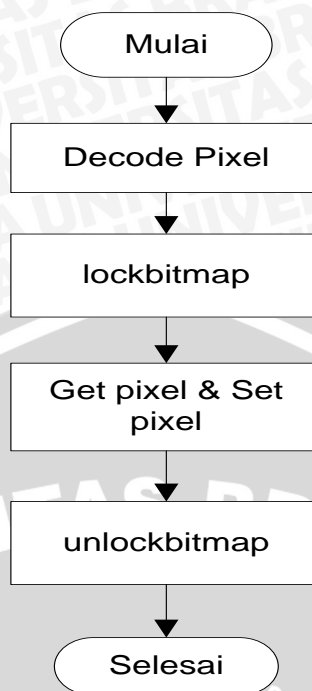 Mulai
Decode Pixel
lockbitmap
Get pixel & Set
pixel
unlockbitmap
Selesai